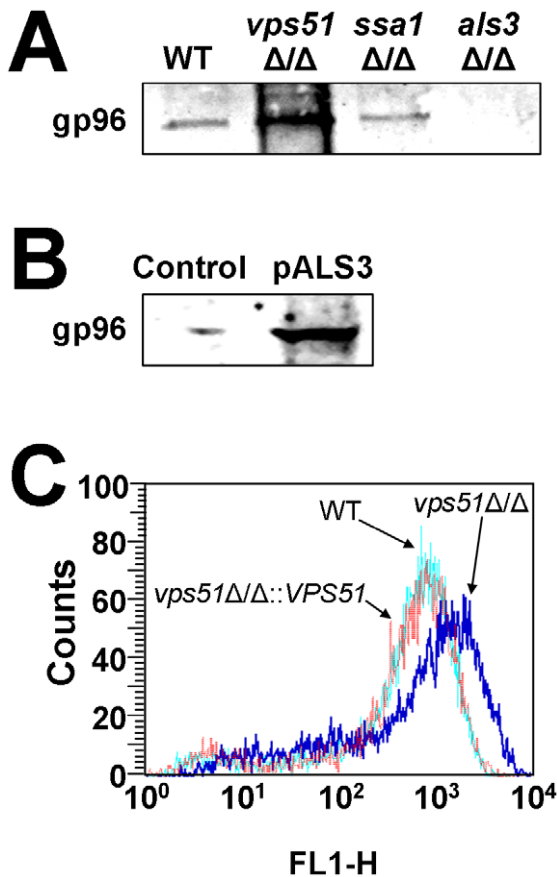 A
WT vps51 Δ/Δ ssa1 Δ/Δ als3 Δ/Δ
gp96
B
Control pALS3
gp96
C
100
80
60
40
20
0
Counts
WT
vps51Δ/Δ
vps51Δ/Δ::VPS51
10⁰ 10¹ 10² 10³ 10⁴
FL1-H